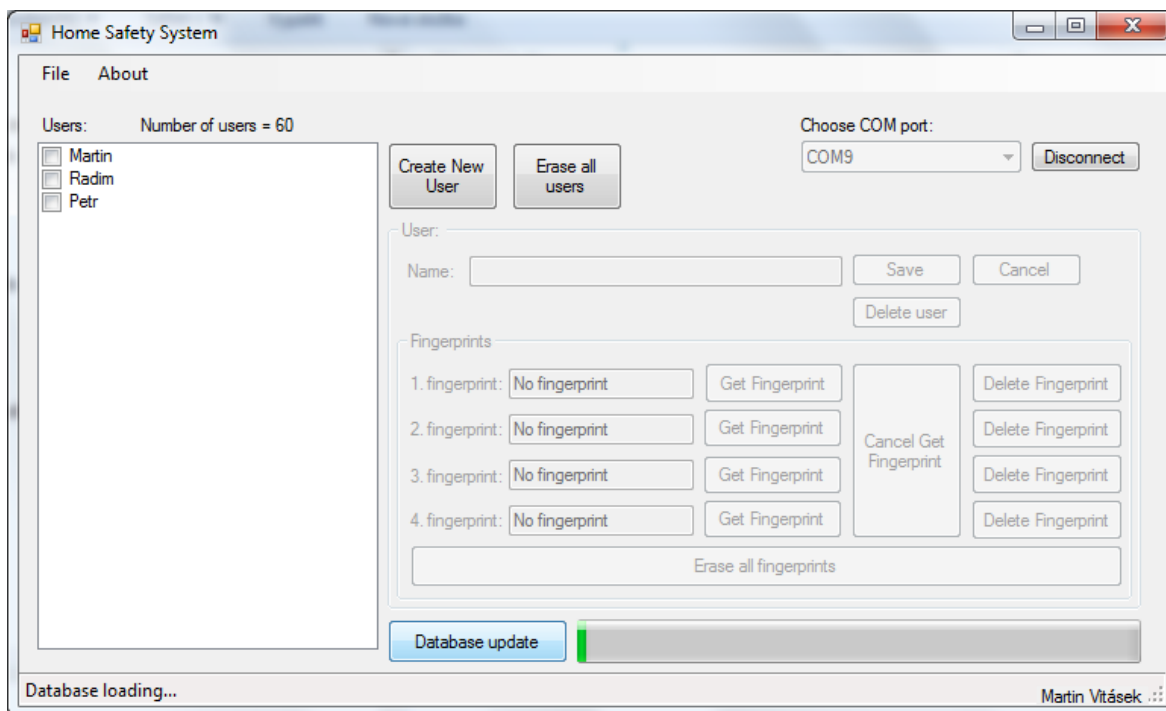 Home Safety System
File About
Users: Number of users = 60
Choose COM port:
Martin
Radim
Petr
Create New
User
Erase all
users
COM9
Disconnect
User:
Name:
Save
Cancel
Delete user
Fingerprints
1. fingerprint: No fingerprint Get Fingerprint Delete Fingerprint
2. fingerprint: No fingerprint Get Fingerprint Delete Fingerprint
Cancel Get
Fingerprint
3. fingerprint: No fingerprint Get Fingerprint Delete Fingerprint
4. fingerprint: No fingerprint Get Fingerprint Delete Fingerprint
Erase all fingerprints
Database update
Database loading...
Martin Vitásek